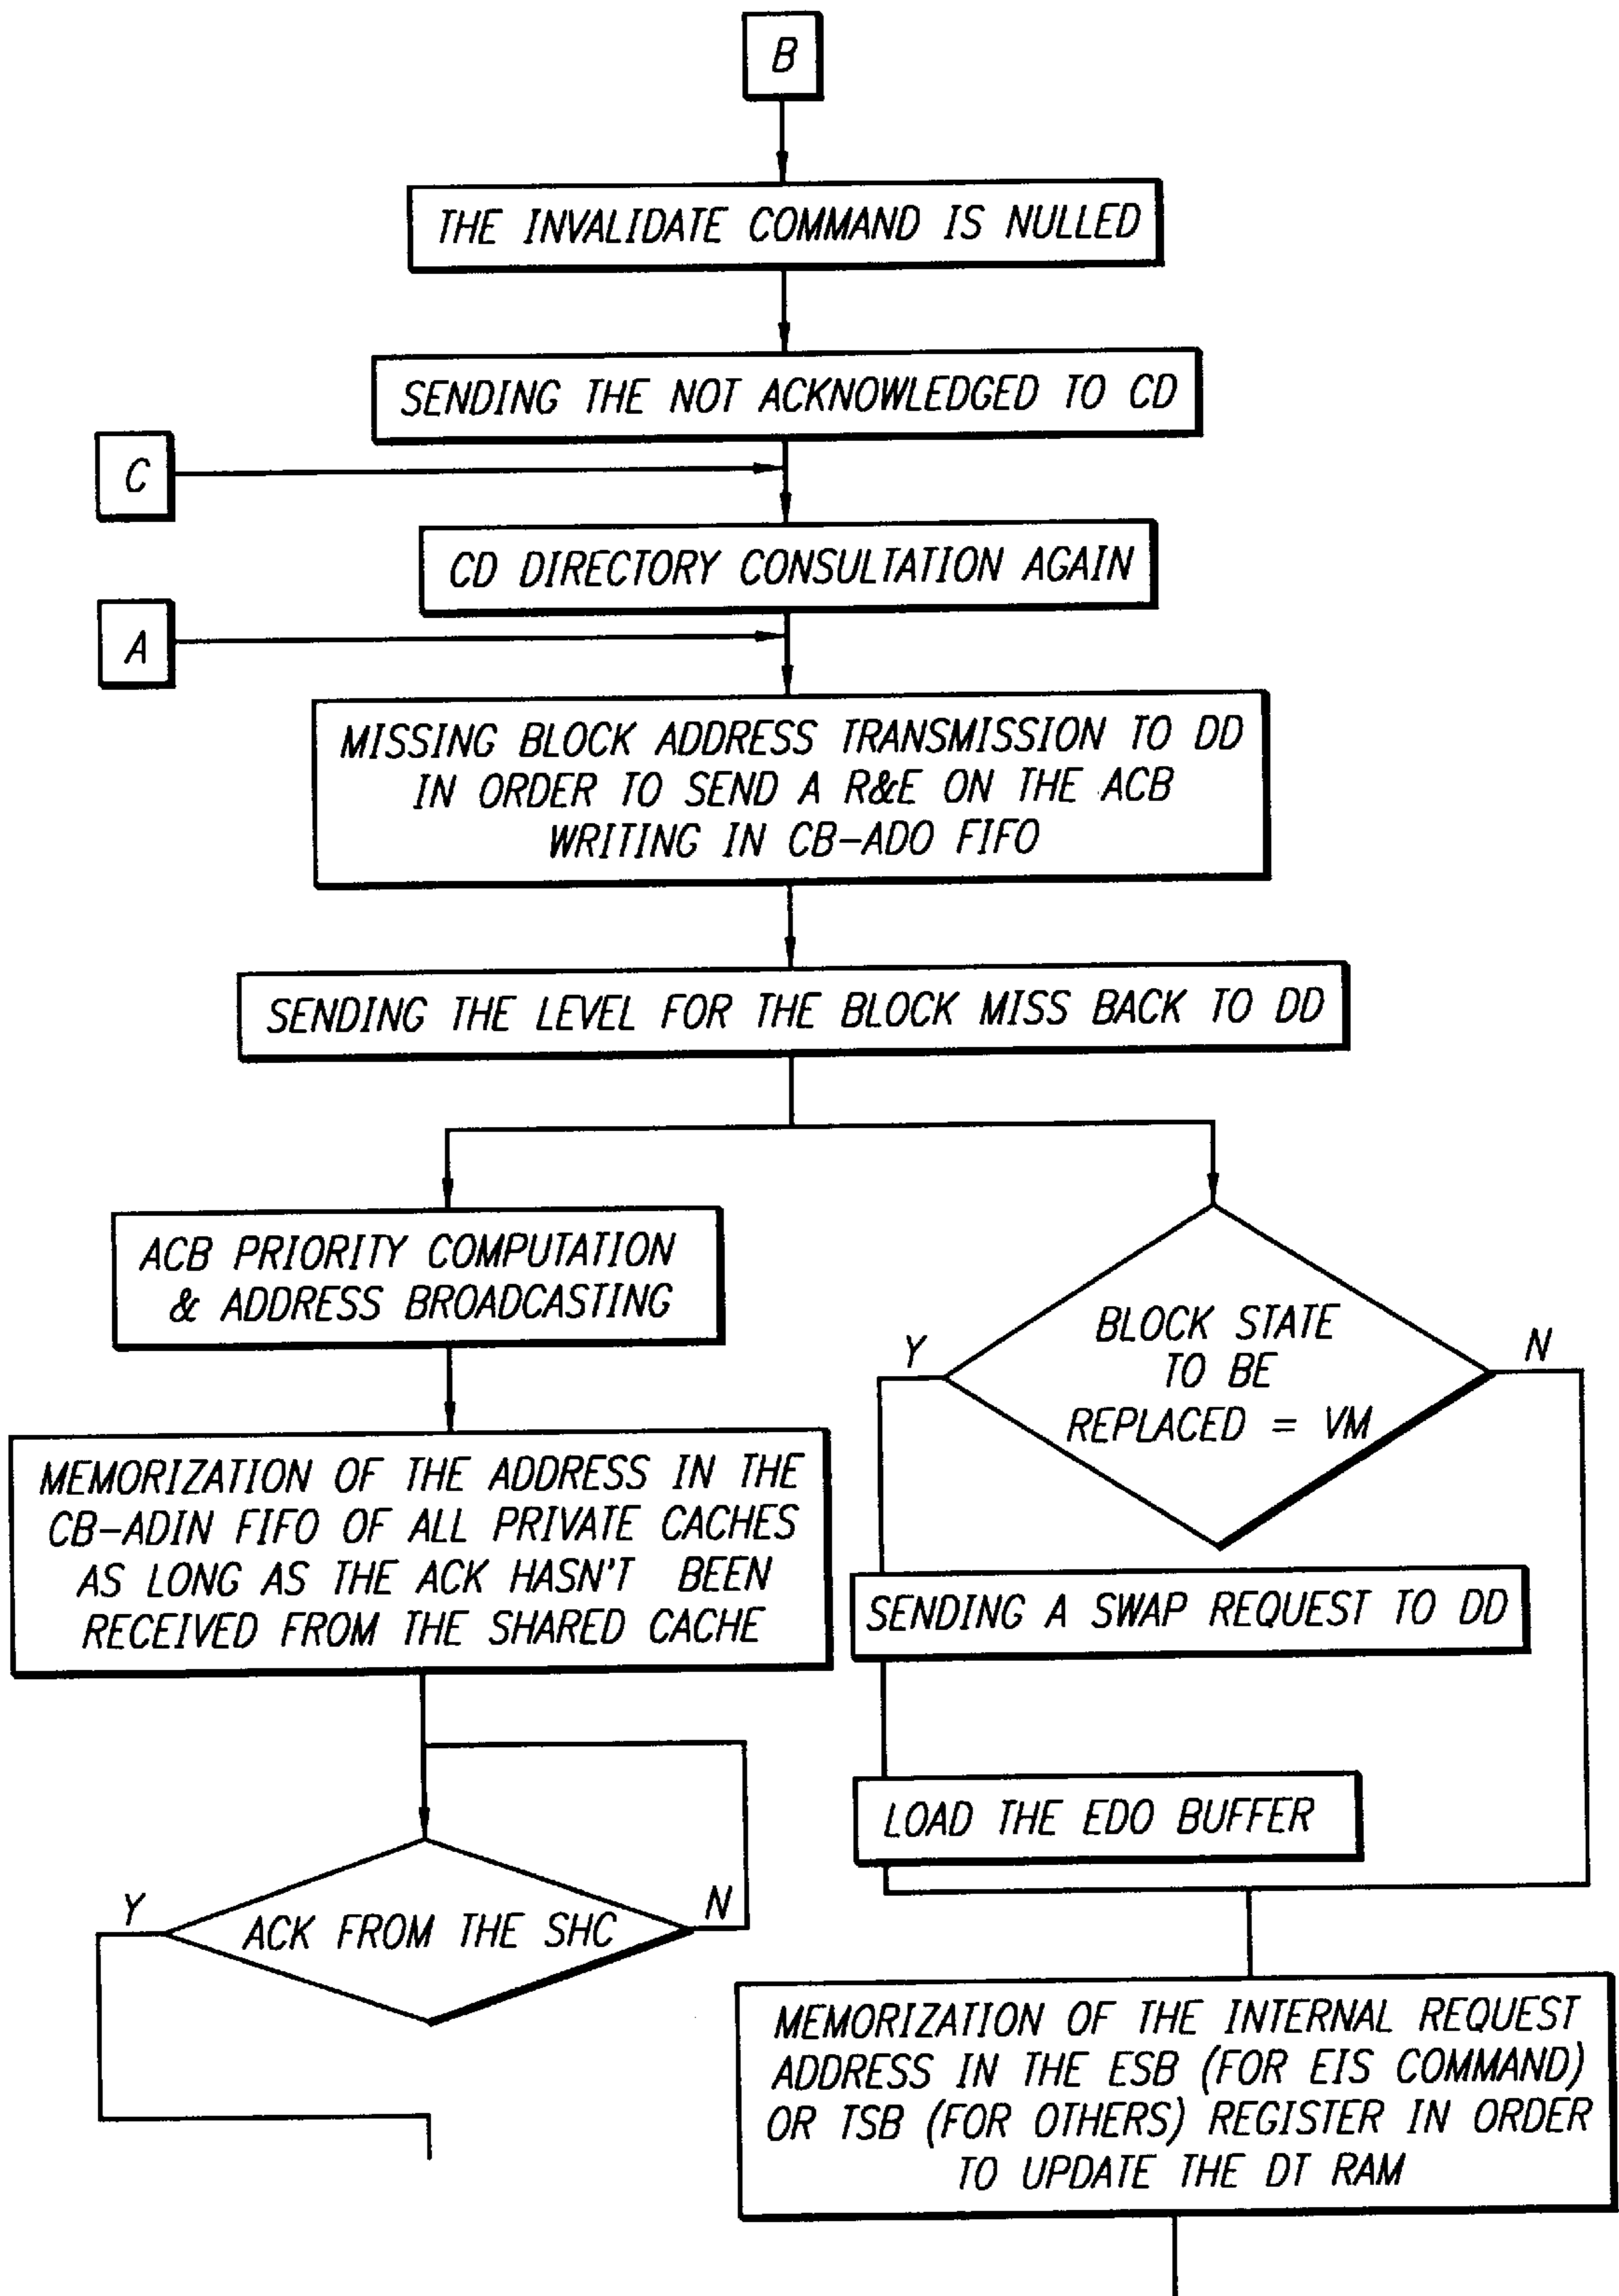 B
THE INVALIDATE COMMAND IS NULLED
SENDING THE NOT ACKNOWLEDGED TO CD
C
CD DIRECTORY CONSULTATION AGAIN
A
MISSING BLOCK ADDRESS TRANSMISSION TO DD
IN ORDER TO SEND A R&E ON THE ACB
WRITING IN CB-ADO FIFO
SENDING THE LEVEL FOR THE BLOCK MISS BACK TO DD
ACB PRIORITY COMPUTATION
& ADDRESS BROADCASTING
MEMORIZATION OF THE ADDRESS IN THE
CB-ADIN FIFO OF ALL PRIVATE CACHES
AS LONG AS THE ACK HASN'T BEEN
RECEIVED FROM THE SHARED CACHE
Y
ACK FROM THE SHC
N
Y
BLOCK STATE
TO BE
REPLACED = VM
N
SENDING A SWAP REQUEST TO DD
LOAD THE EDO BUFFER
MEMORIZATION OF THE INTERNAL REQUEST
ADDRESS IN THE ESB (FOR EIS COMMAND)
OR TSB (FOR OTHERS) REGISTER IN ORDER
TO UPDATE THE DT RAM